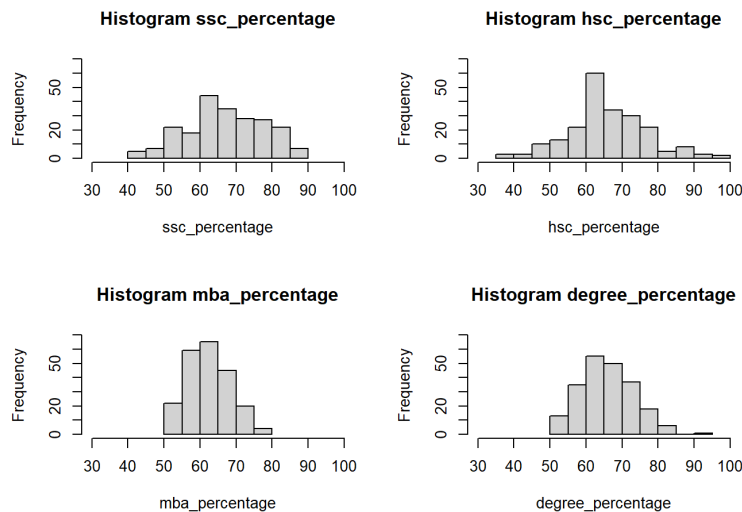 Histogram ssc_percentage
Frequency
50
20
0
30 40 50 60 70 80 90 100
ssc_percentage
Histogram hsc_percentage
Frequency
50
20
0
30 40 50 60 70 80 90 100
hsc_percentage
Histogram mba_percentage
Frequency
50
20
0
30 40 50 60 70 80 90 100
mba_percentage
Histogram degree_percentage
Frequency
50
20
0
30 40 50 60 70 80 90 100
degree_percentage